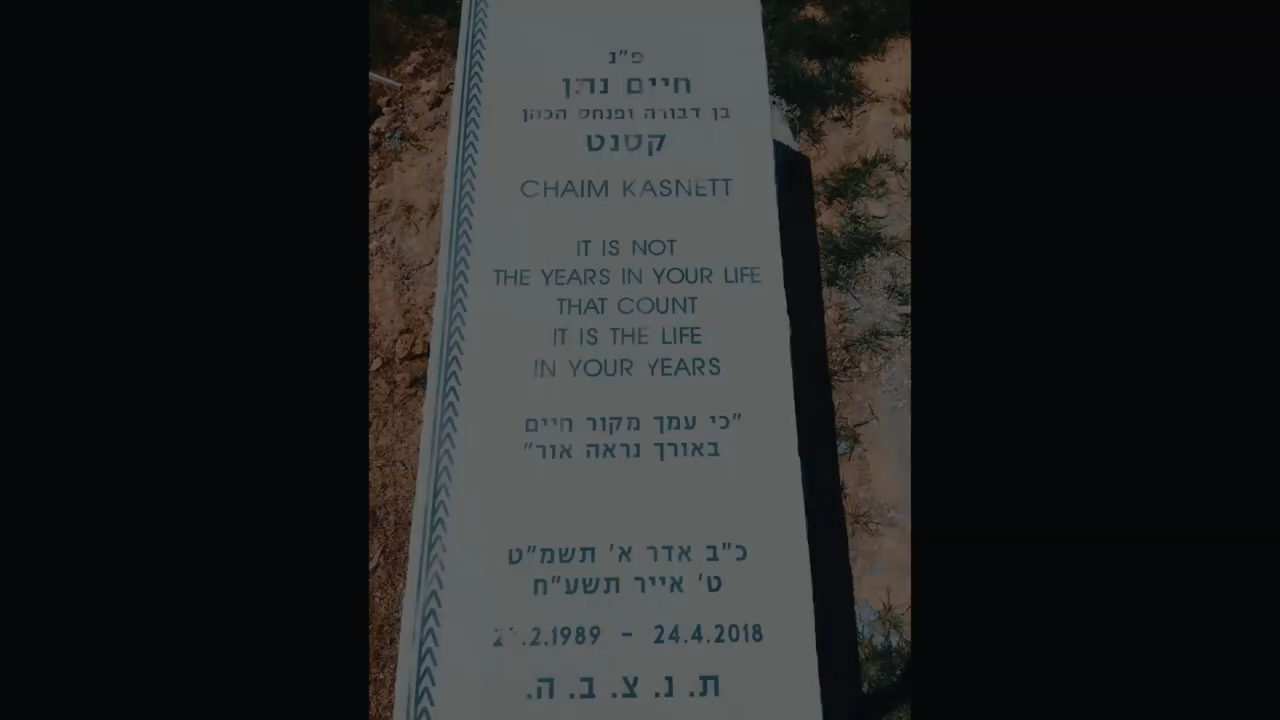 פ"נ
חיים נתן
בן דבורה ופנחס הכהן
קסנט
CHAIM KASNETT
IT IS NOT
THE YEARS IN YOUR LIFE
THAT COUNT
IT IS THE LIFE
IN YOUR YEARS
"כי עמך מקור חיים
באורך נראה אור"
כ"ב אדר א' תשמ"ט
ט' אייר תשע"ח
- 24.4.2018
ת. נ. צ. ב. ה.